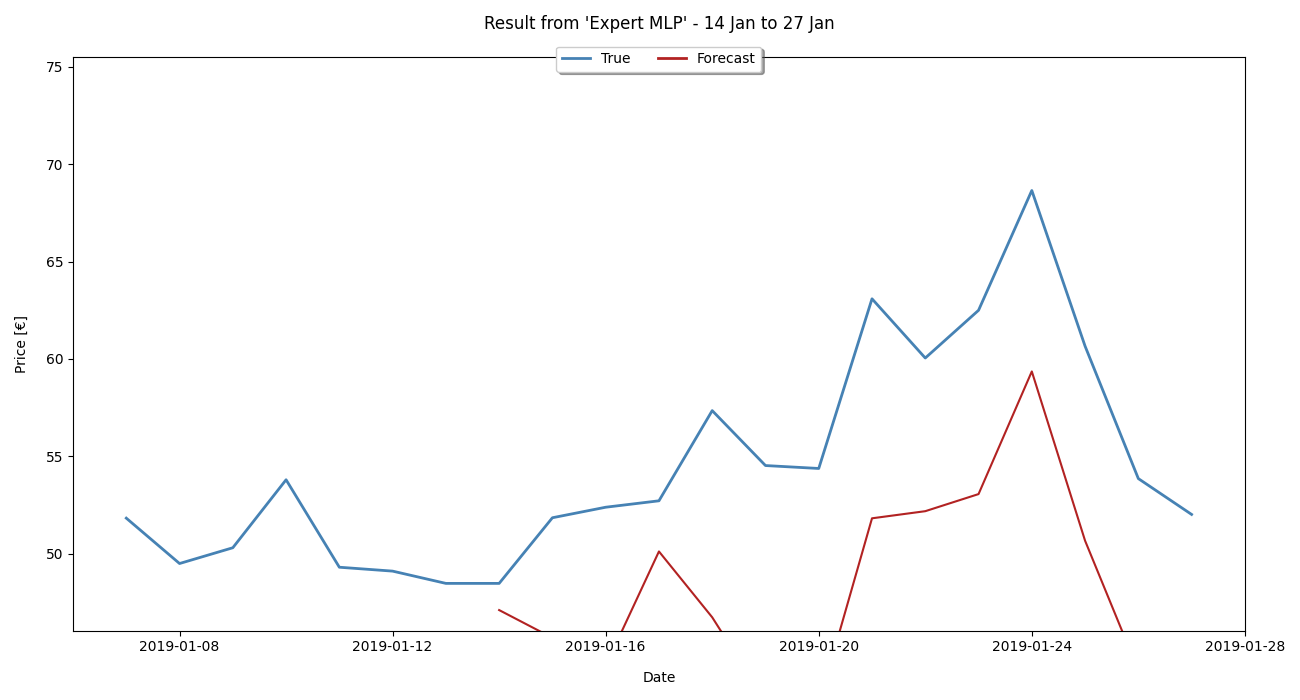 Result from 'Expert MLP' - 14 Jan to 27 Jan
True Forecast
75
70
65
60
55
50
Price [€]
2019-01-08 2019-01-12 2019-01-16 2019-01-20 2019-01-24 2019-01-28
Date